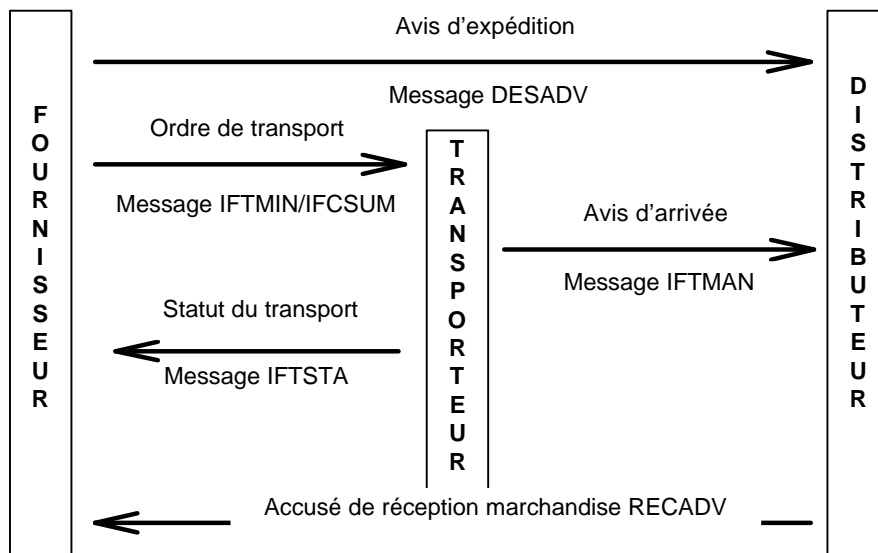 Avis d'expédition
Message DESADV
FOURNISSEUR
Ordre de transport
Message IFTMIN/IFCSUM
TRANSPORTEUR
DISTRIBUTEUR
Avis d'arrivée
Message IFTMAN
Statut du transport
Message IFTSTA
Accusé de réception marchandise RECADV